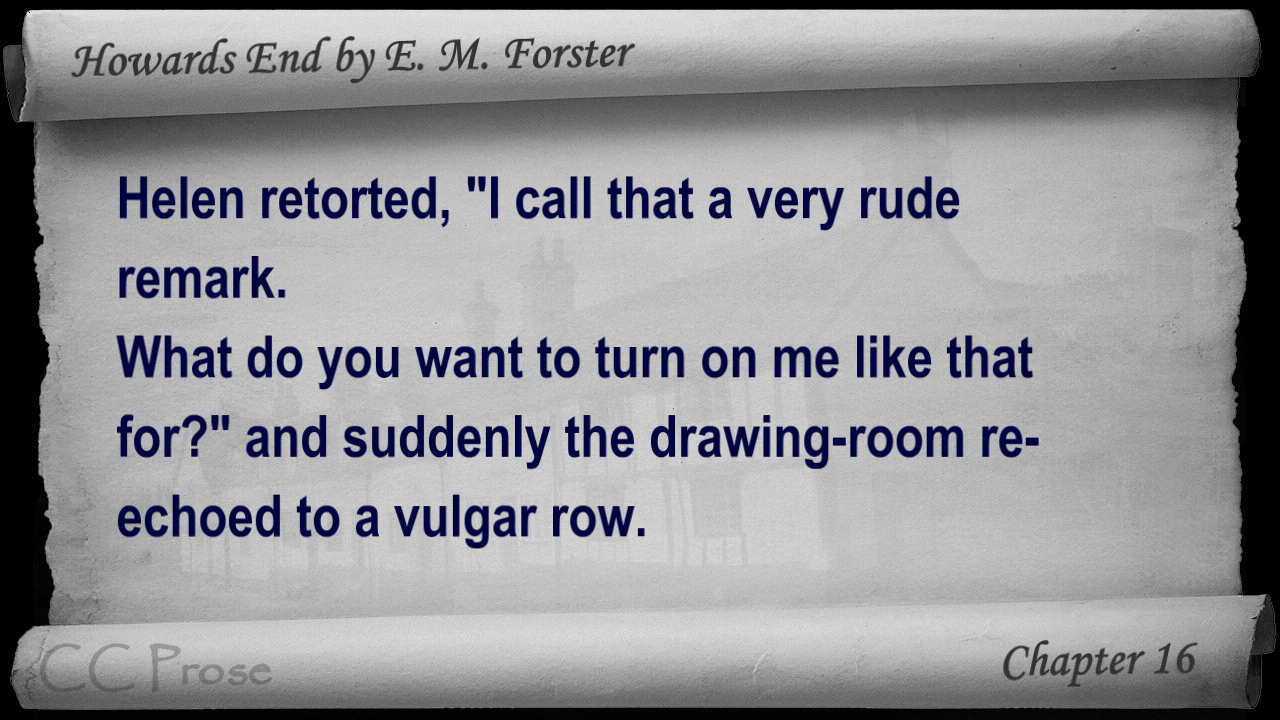 Howards End by E. M. Forster
Helen retorted, "I call that a very rude
remark.
What do you want to turn on me like that
for?" and suddenly the drawing-room re-
echoed to a vulgar row.
CC Prose
Chapter 16